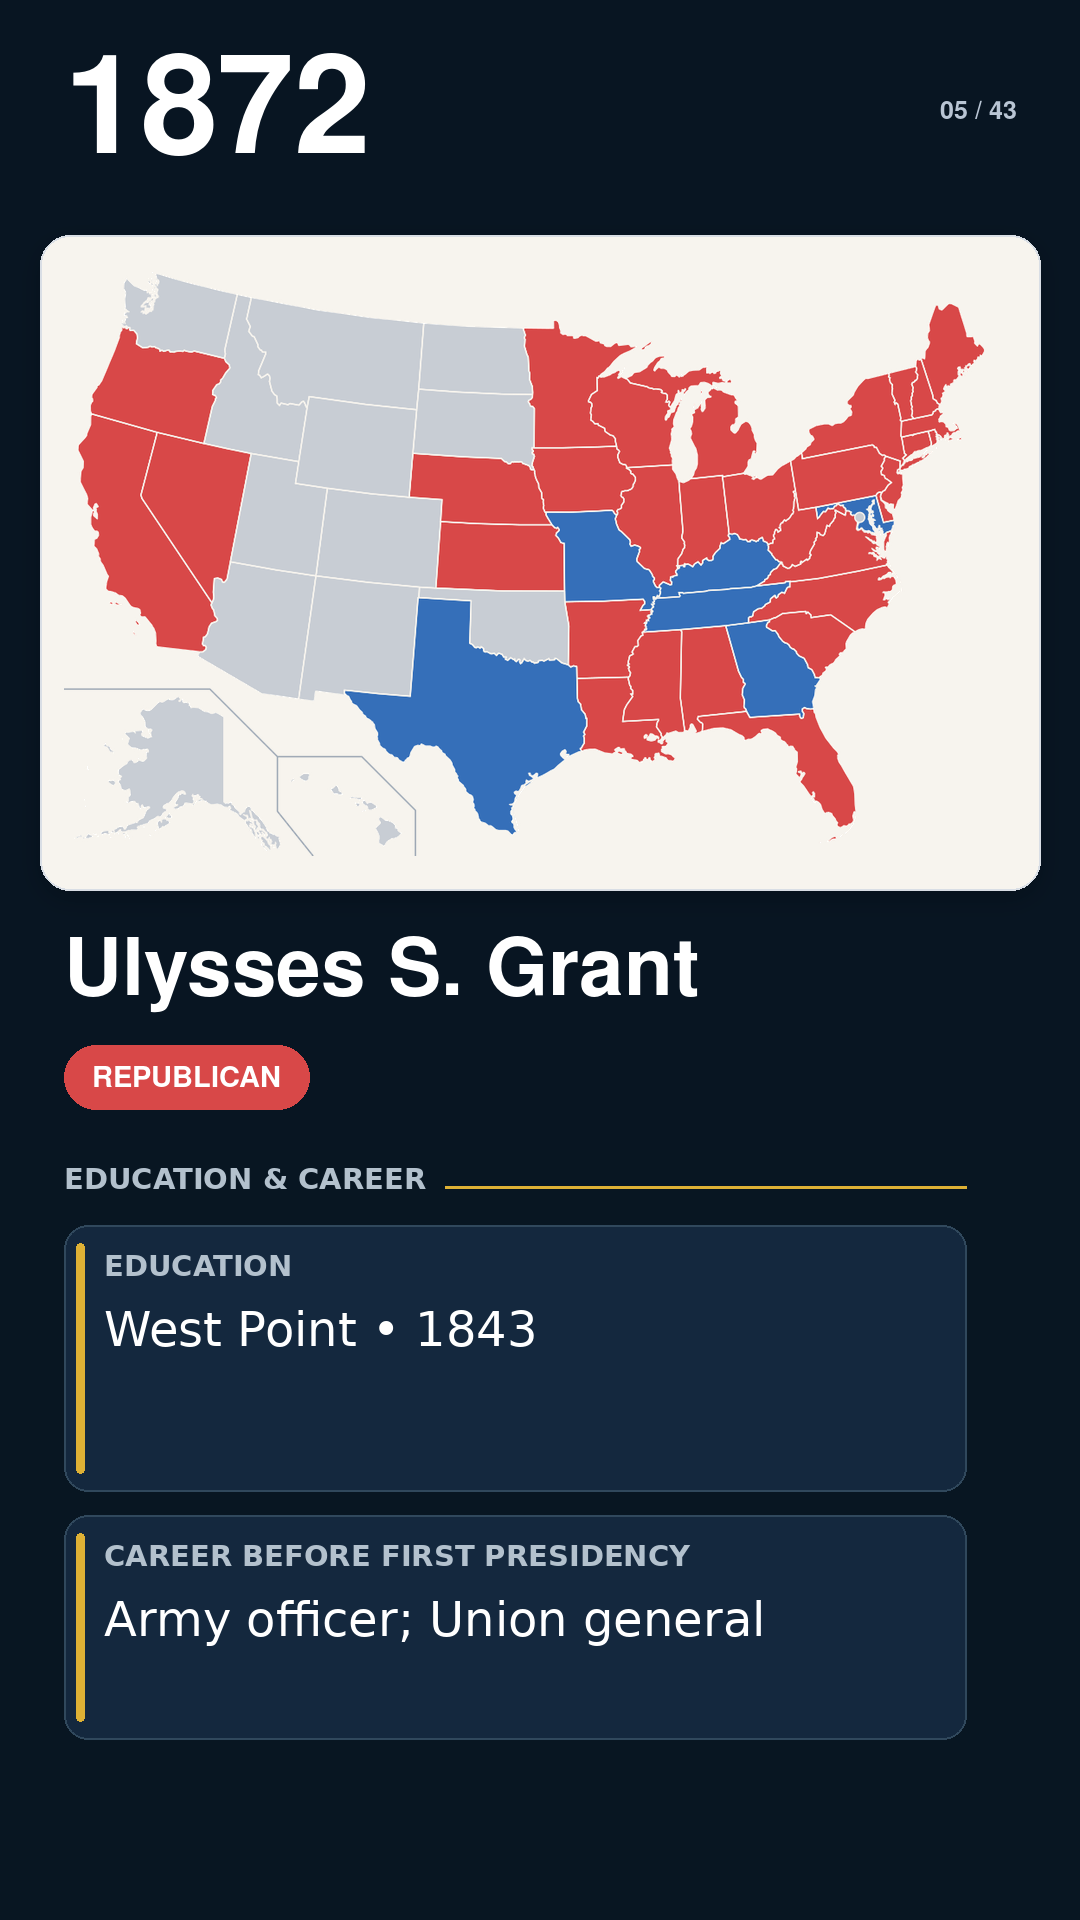 1872
05 / 43
Ulysses S. Grant
REPUBLICAN
EDUCATION & CAREER
EDUCATION
West Point • 1843
CAREER BEFORE FIRST PRESIDENCY
Army officer; Union general